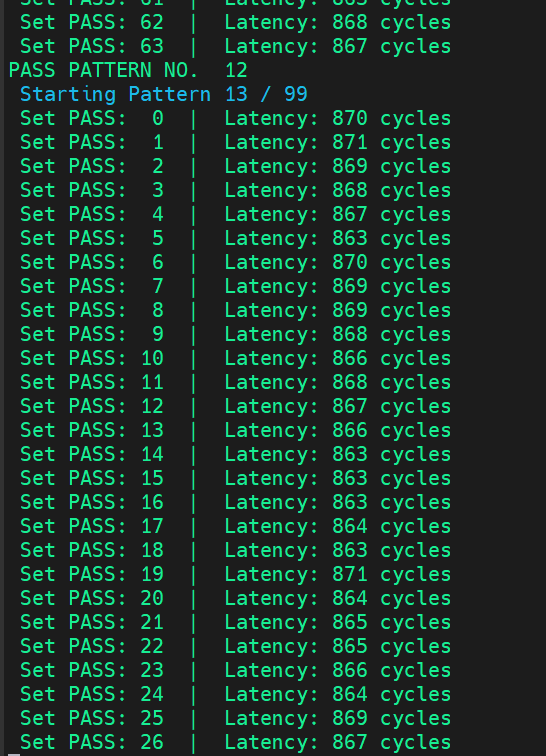 Set PASS: 61 | Latency: 865 cycles
Set PASS: 62 | Latency: 868 cycles
Set PASS: 63 | Latency: 867 cycles
PASS PATTERN NO. 12
Starting Pattern 13 / 99
Set PASS: 0 | Latency: 870 cycles
Set PASS: 1 | Latency: 871 cycles
Set PASS: 2 | Latency: 869 cycles
Set PASS: 3 | Latency: 868 cycles
Set PASS: 4 | Latency: 867 cycles
Set PASS: 5 | Latency: 863 cycles
Set PASS: 6 | Latency: 870 cycles
Set PASS: 7 | Latency: 869 cycles
Set PASS: 8 | Latency: 869 cycles
Set PASS: 9 | Latency: 868 cycles
Set PASS: 10 | Latency: 866 cycles
Set PASS: 11 | Latency: 868 cycles
Set PASS: 12 | Latency: 867 cycles
Set PASS: 13 | Latency: 866 cycles
Set PASS: 14 | Latency: 863 cycles
Set PASS: 15 | Latency: 863 cycles
Set PASS: 16 | Latency: 863 cycles
Set PASS: 17 | Latency: 864 cycles
Set PASS: 18 | Latency: 863 cycles
Set PASS: 19 | Latency: 871 cycles
Set PASS: 20 | Latency: 864 cycles
Set PASS: 21 | Latency: 865 cycles
Set PASS: 22 | Latency: 865 cycles
Set PASS: 23 | Latency: 866 cycles
Set PASS: 24 | Latency: 864 cycles
Set PASS: 25 | Latency: 869 cycles
Set PASS: 26 | Latency: 867 cycles